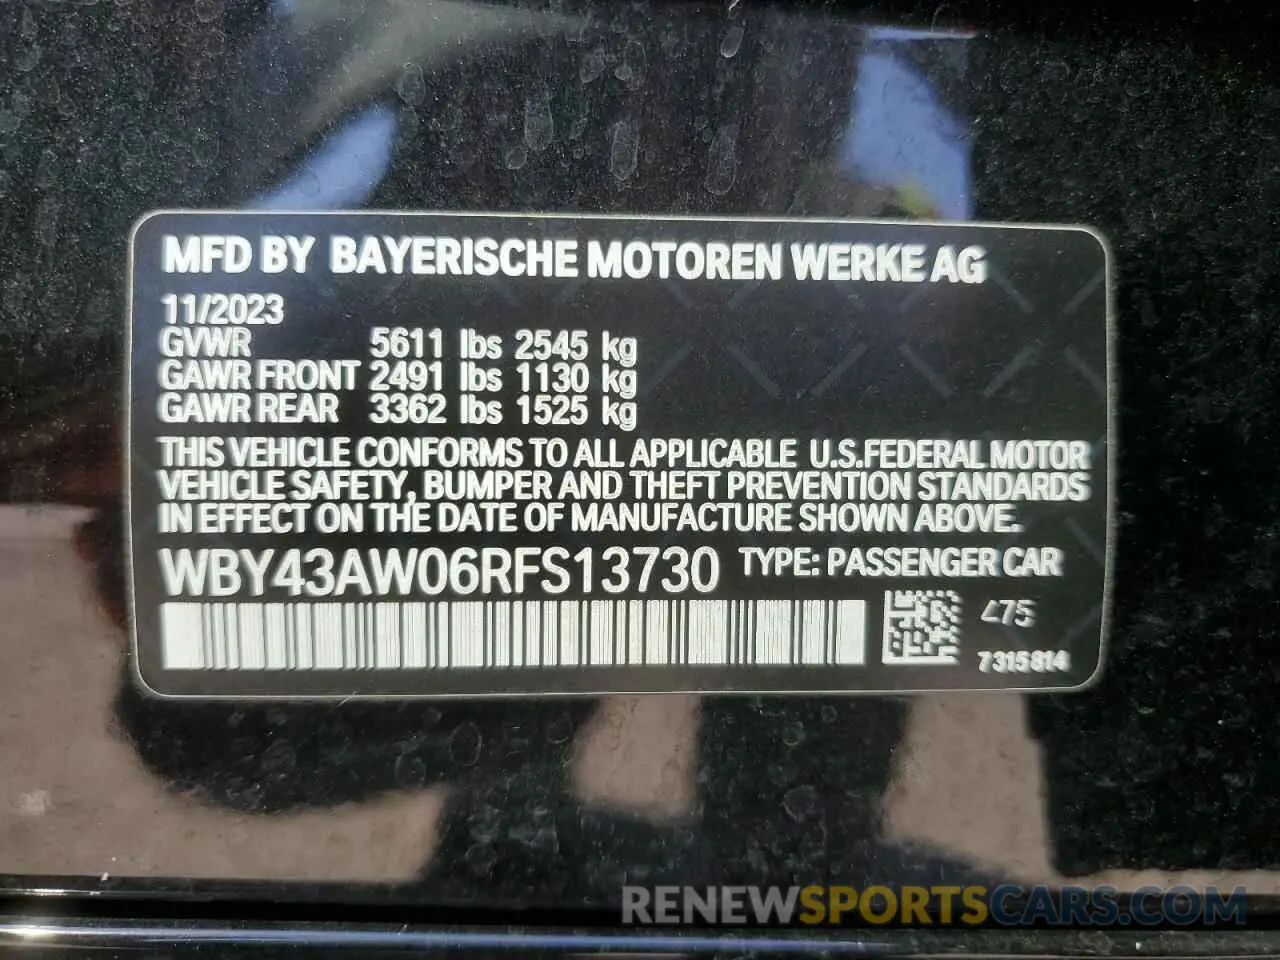 MFD BY BAYERISCHE MOTOREN WERKE AG
11/2023
GVWR 5611 lbs 2545 kg
GAWR FRONT 2491 lbs 1130 kg
GAWR REAR 3362 lbs 1525 kg
THIS VEHICLE CONFORMS TO ALL APPLICABLE U.S.FEDERAL MOTOR
VEHICLE SAFETY, BUMPER AND THEFT PREVENTION STANDARDS
IN EFFECT ON THE DATE OF MANUFACTURE SHOWN ABOVE.
WBY43AW06RFS13730 TYPE: PASSENGER CAR
475
7315814
RENEWSPORTSCARS.COM